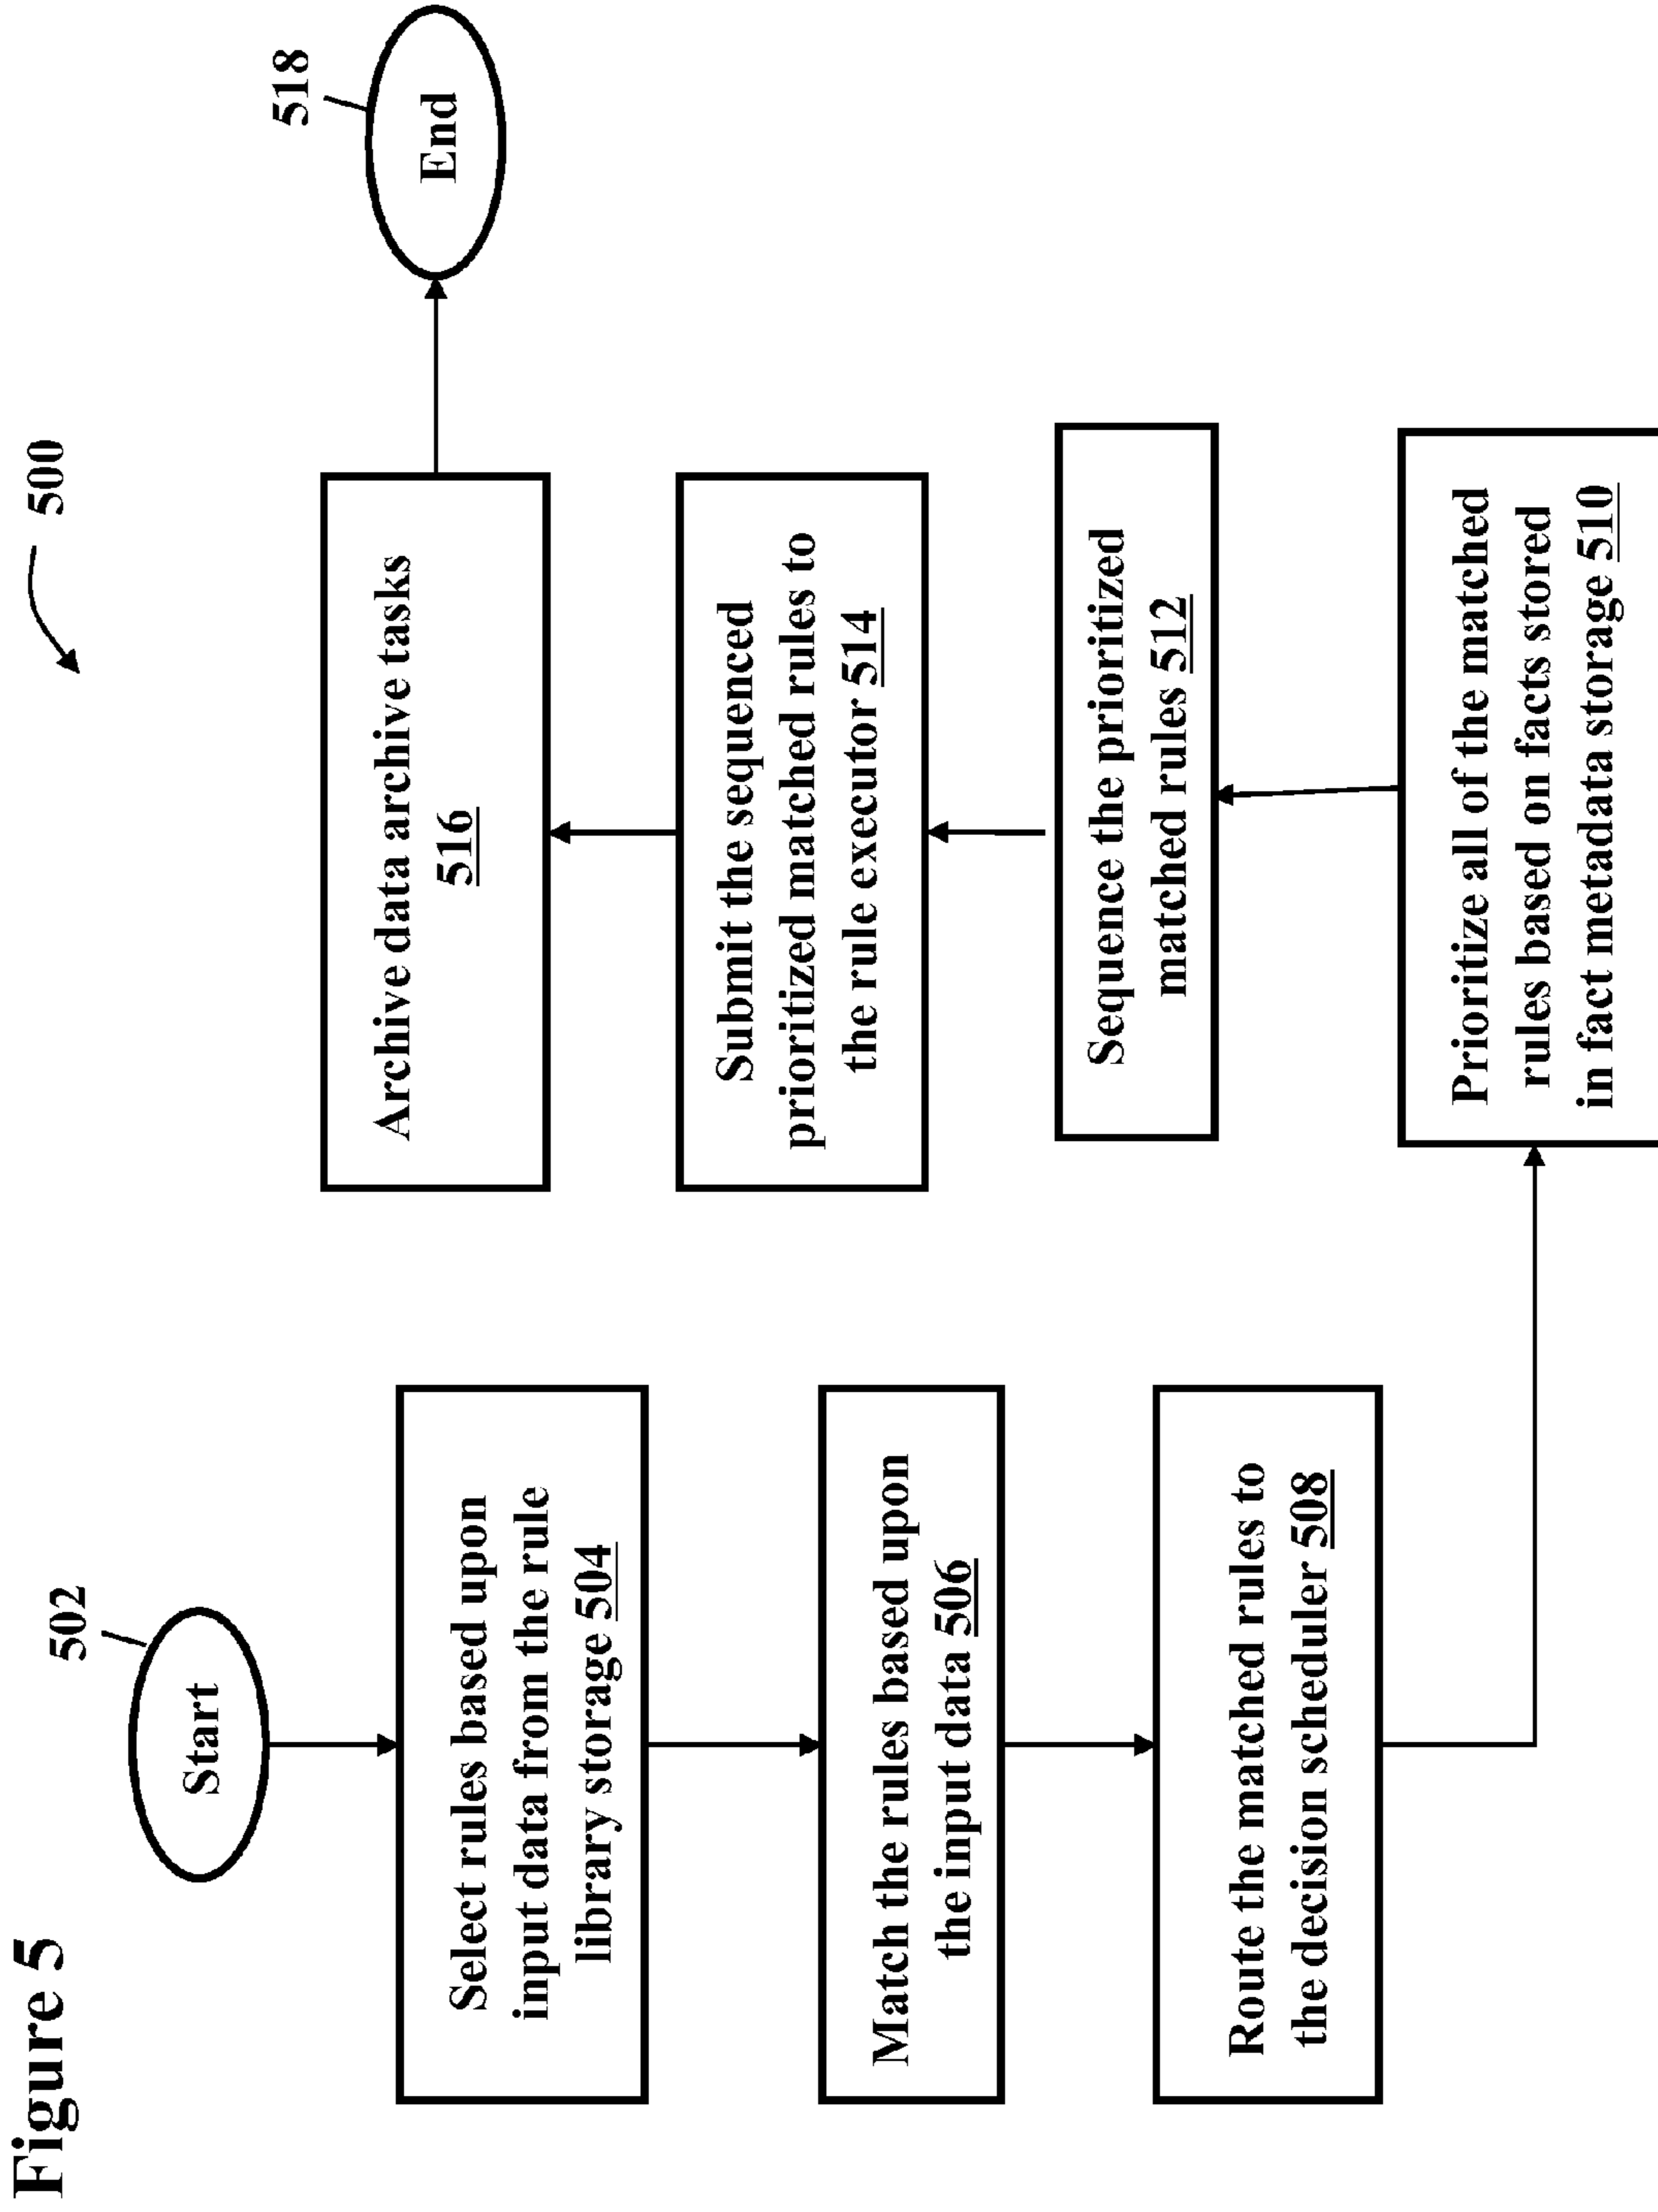 Figure 5
500
502
Start
Select rules based upon
input data from the rule
library storage 504
Match the rules based upon
the input data 506
Route the matched rules to
the decision scheduler 508
Prioritize all of the matched
rules based on facts stored
in fact metadata storage 510
Sequence the prioritized
matched rules 512
Submit the sequenced
prioritized matched rules to
the rule executor 514
Archive data archive tasks
516
518
End